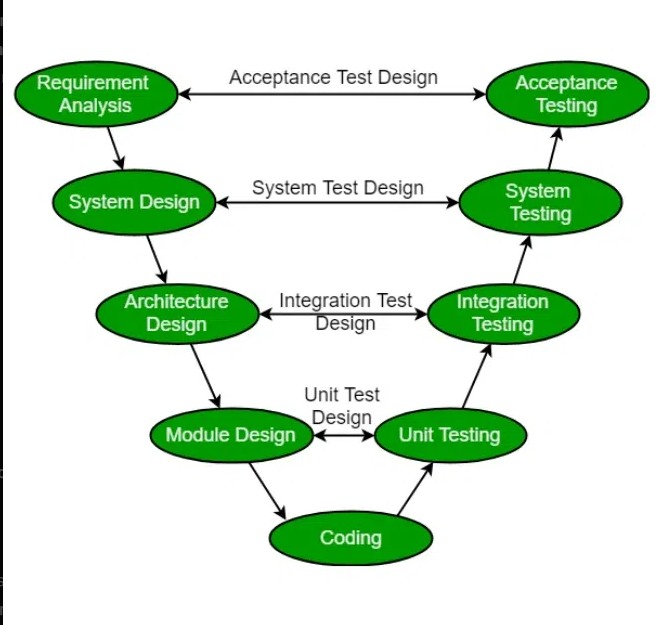 Requirement
Analysis
Acceptance Test Design
Acceptance
Testing
System Design
System Test Design
System
Testing
Architecture
Design
Integration Test
Design
Integration
Testing
Module Design
Unit Test
Design
Unit Testing
Coding